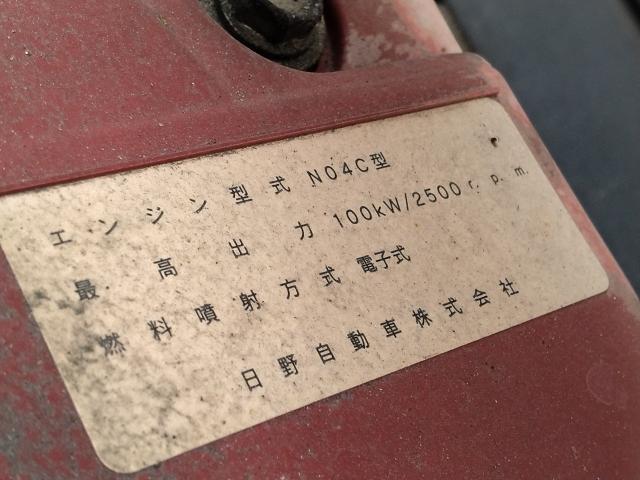 エンジン型式 N04C型
最高出力 100kW/2500r.p.m.
燃料噴射方式 電子式
日野自動車株式会社